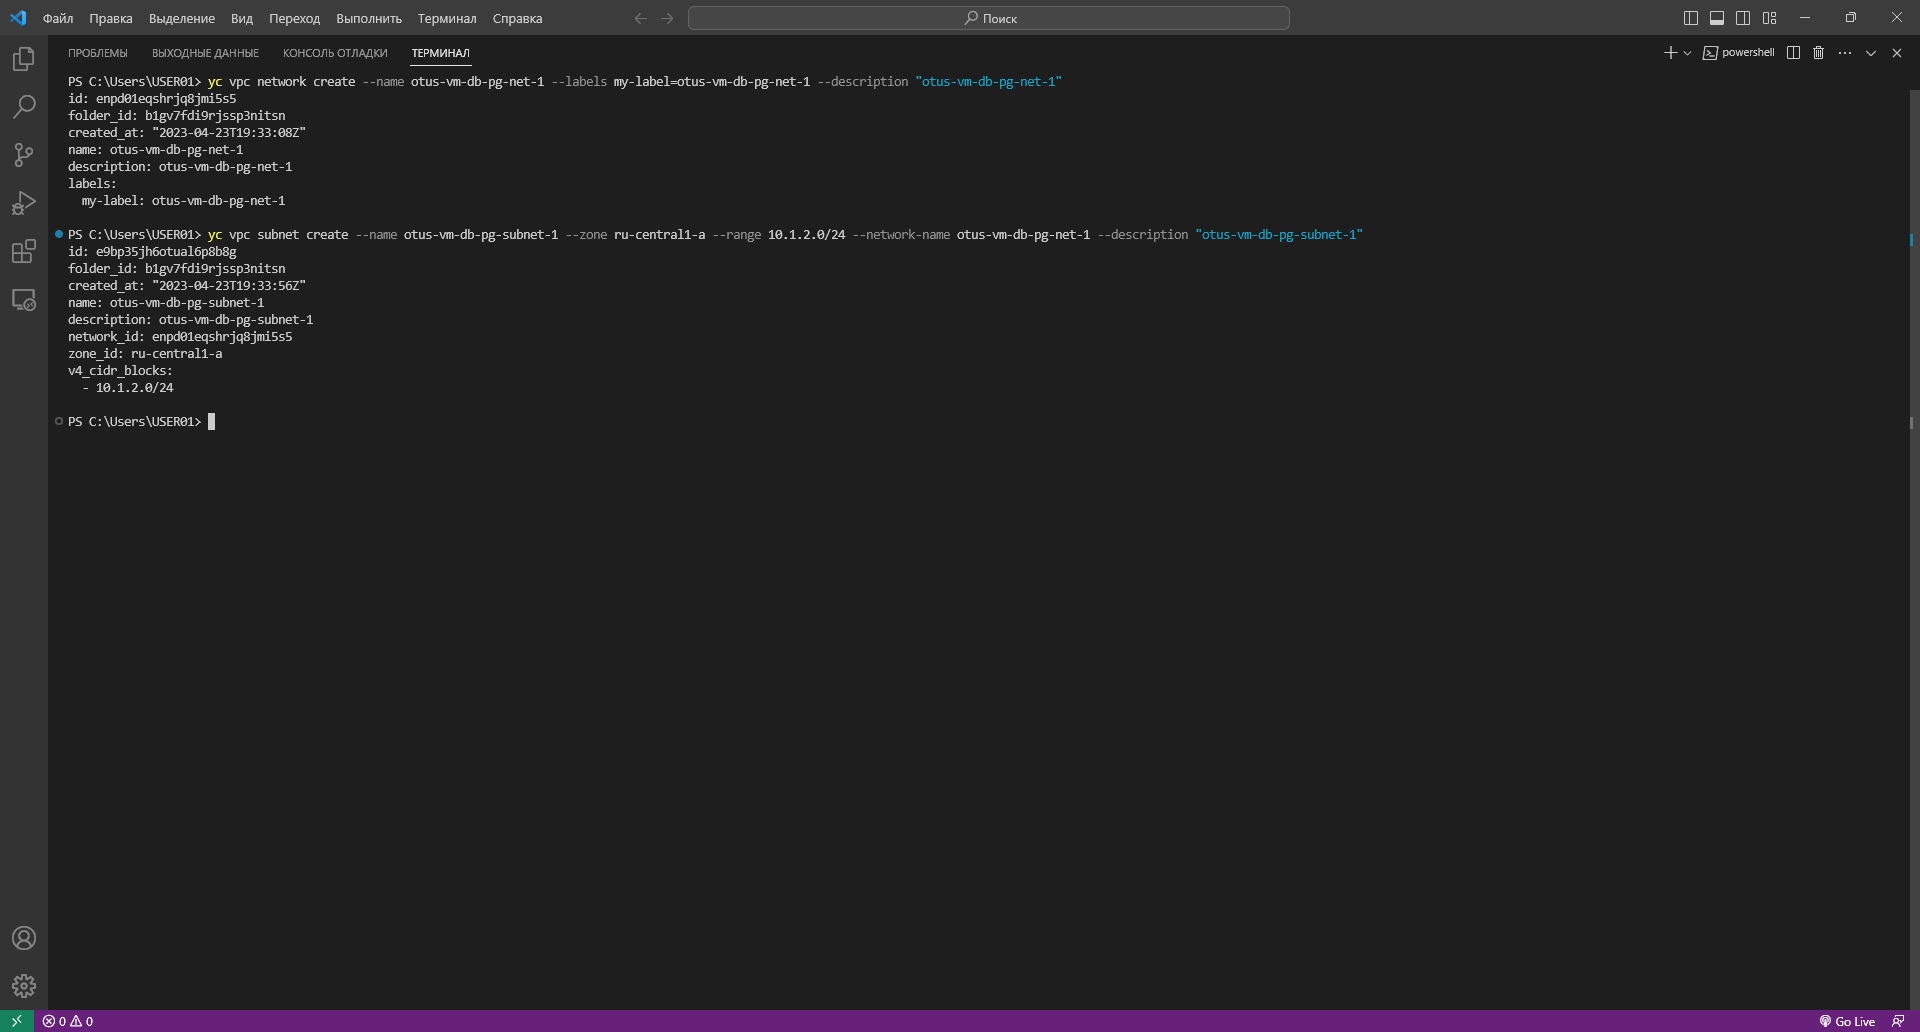 Файл Правка Выделение Вид Переход Выполнить Терминал Справка Поиск
ПРОБЛЕМЫ ВЫХОДНЫЕ ДАННЫЕ КОНСОЛЬ ОТЛАДКИ ТЕРМИНАЛ powershell
PS C:\Users\USER01> yc vpc network create --name otus-vm-db-pg-net-1 --labels my-label=otus-vm-db-pg-net-1 --description "otus-vm-db-pg-net-1"
id: enpd01eqshrjq8jmi5s5
folder_id: b1gv7fdi9rjssp3nitsn
created_at: "2023-04-23T19:33:08Z"
name: otus-vm-db-pg-net-1
description: otus-vm-db-pg-net-1
labels:
  my-label: otus-vm-db-pg-net-1
PS C:\Users\USER01> yc vpc subnet create --name otus-vm-db-pg-subnet-1 --zone ru-central1-a --range 10.1.2.0/24 --network-name otus-vm-db-pg-net-1 --description "otus-vm-db-pg-subnet-1"
id: e9bp35jh6otual6p8b8g
folder_id: b1gv7fdi9rjssp3nitsn
created_at: "2023-04-23T19:33:56Z"
name: otus-vm-db-pg-subnet-1
description: otus-vm-db-pg-subnet-1
network_id: enpd01eqshrjq8jmi5s5
zone_id: ru-central1-a
v4_cidr_blocks:
  - 10.1.2.0/24
PS C:\Users\USER01>
0 0 Go Live